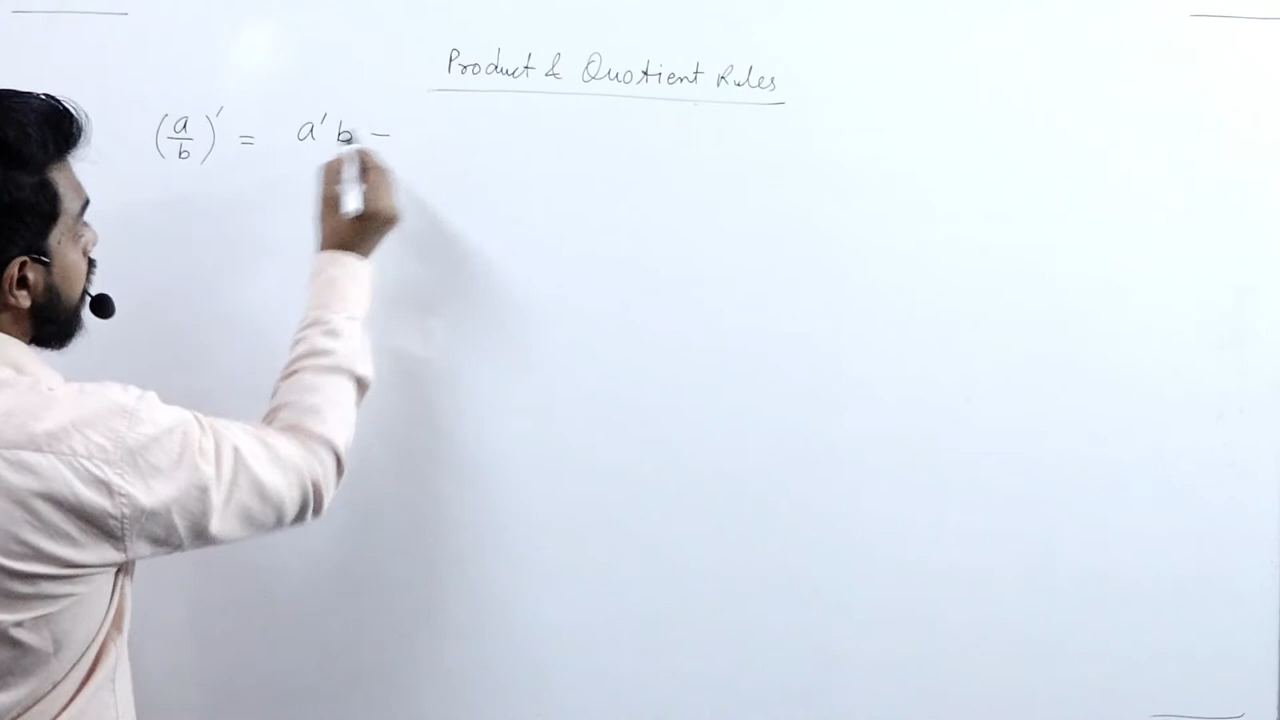 Product & Quotient Rules
(a/b)′ = a′ b −